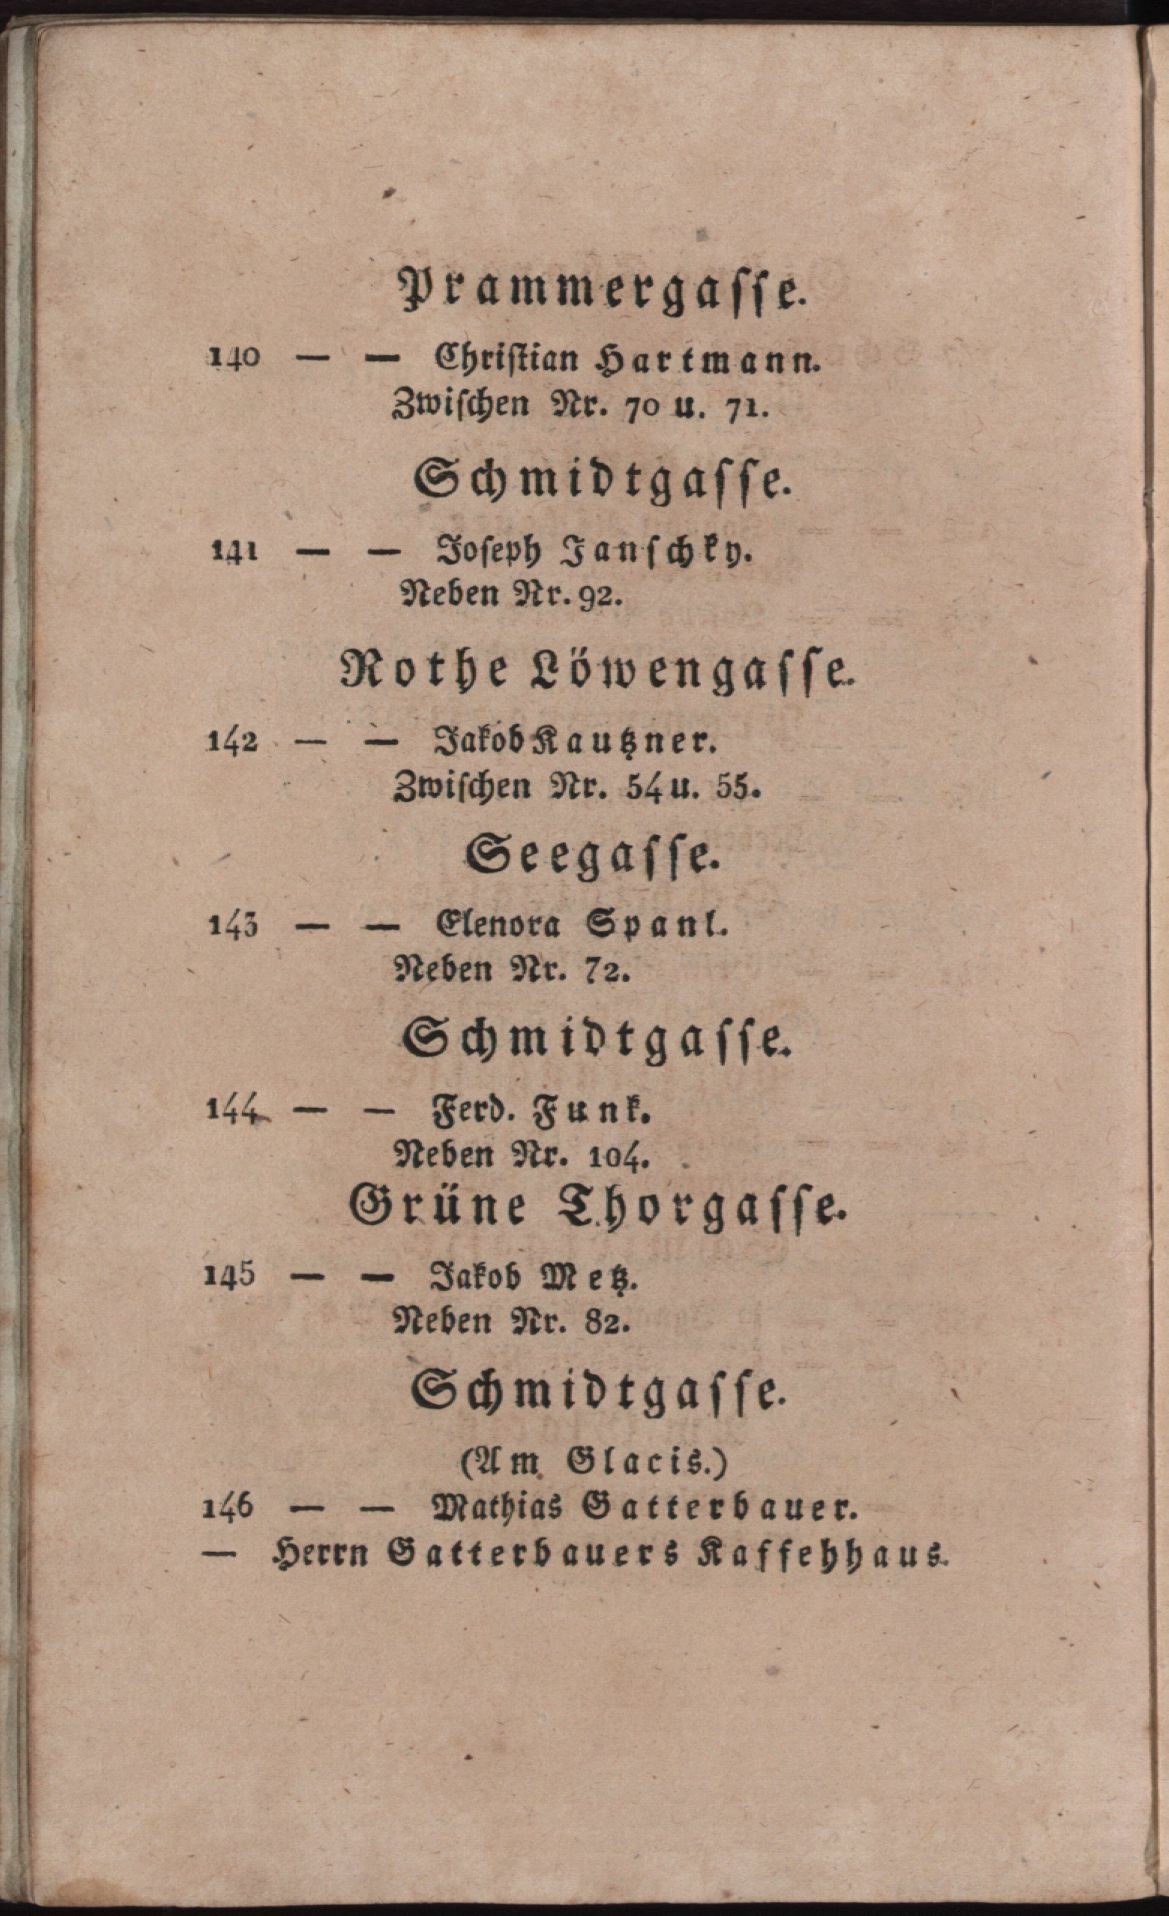 Prammergasse.
140 — — Christian Hartmann.
Zwischen Nr. 70 u. 71.
Schmidtgasse.
141 — — Joseph Janschky.
Neben Nr. 92.
Rothe Löwengasse.
142 — — Jakob Kautzner.
Zwischen Nr. 54 u. 55.
Seegasse.
143 — — Elenora Spanl.
Neben Nr. 72.
Schmidtgasse.
144 — — Ferd. Funk.
Neben Nr. 104.
Grüne Thorgasse.
145 — — Jakob Metz.
Neben Nr. 82.
Schmidtgasse.
(Am Glacis.)
146 — — Mathias Gatterbauer.
— Herrn Gatterbauers Kaffehhaus.